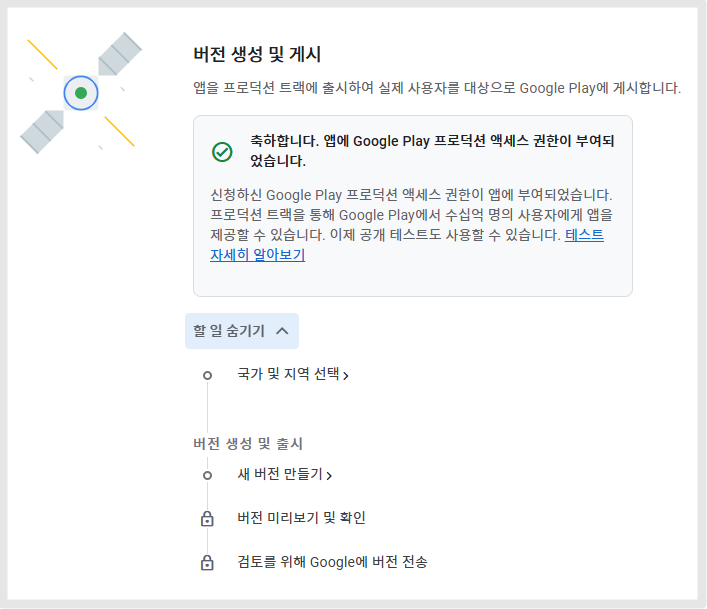 버전 생성 및 게시
앱을 프로덕션 트랙에 출시하여 실제 사용자를 대상으로 Google Play에 게시합니다.
축하합니다. 앱에 Google Play 프로덕션 액세스 권한이 부여되
었습니다.
신청하신 Google Play 프로덕션 액세스 권한이 앱에 부여되었습니다.
프로덕션 트랙을 통해 Google Play에서 수십억 명의 사용자에게 앱을
제공할 수 있습니다. 이제 공개 테스트도 사용할 수 있습니다. 테스트
자세히 알아보기
할 일 숨기기
국가 및 지역 선택
버전 생성 및 출시
새 버전 만들기
버전 미리보기 및 확인
검토를 위해 Google에 버전 전송